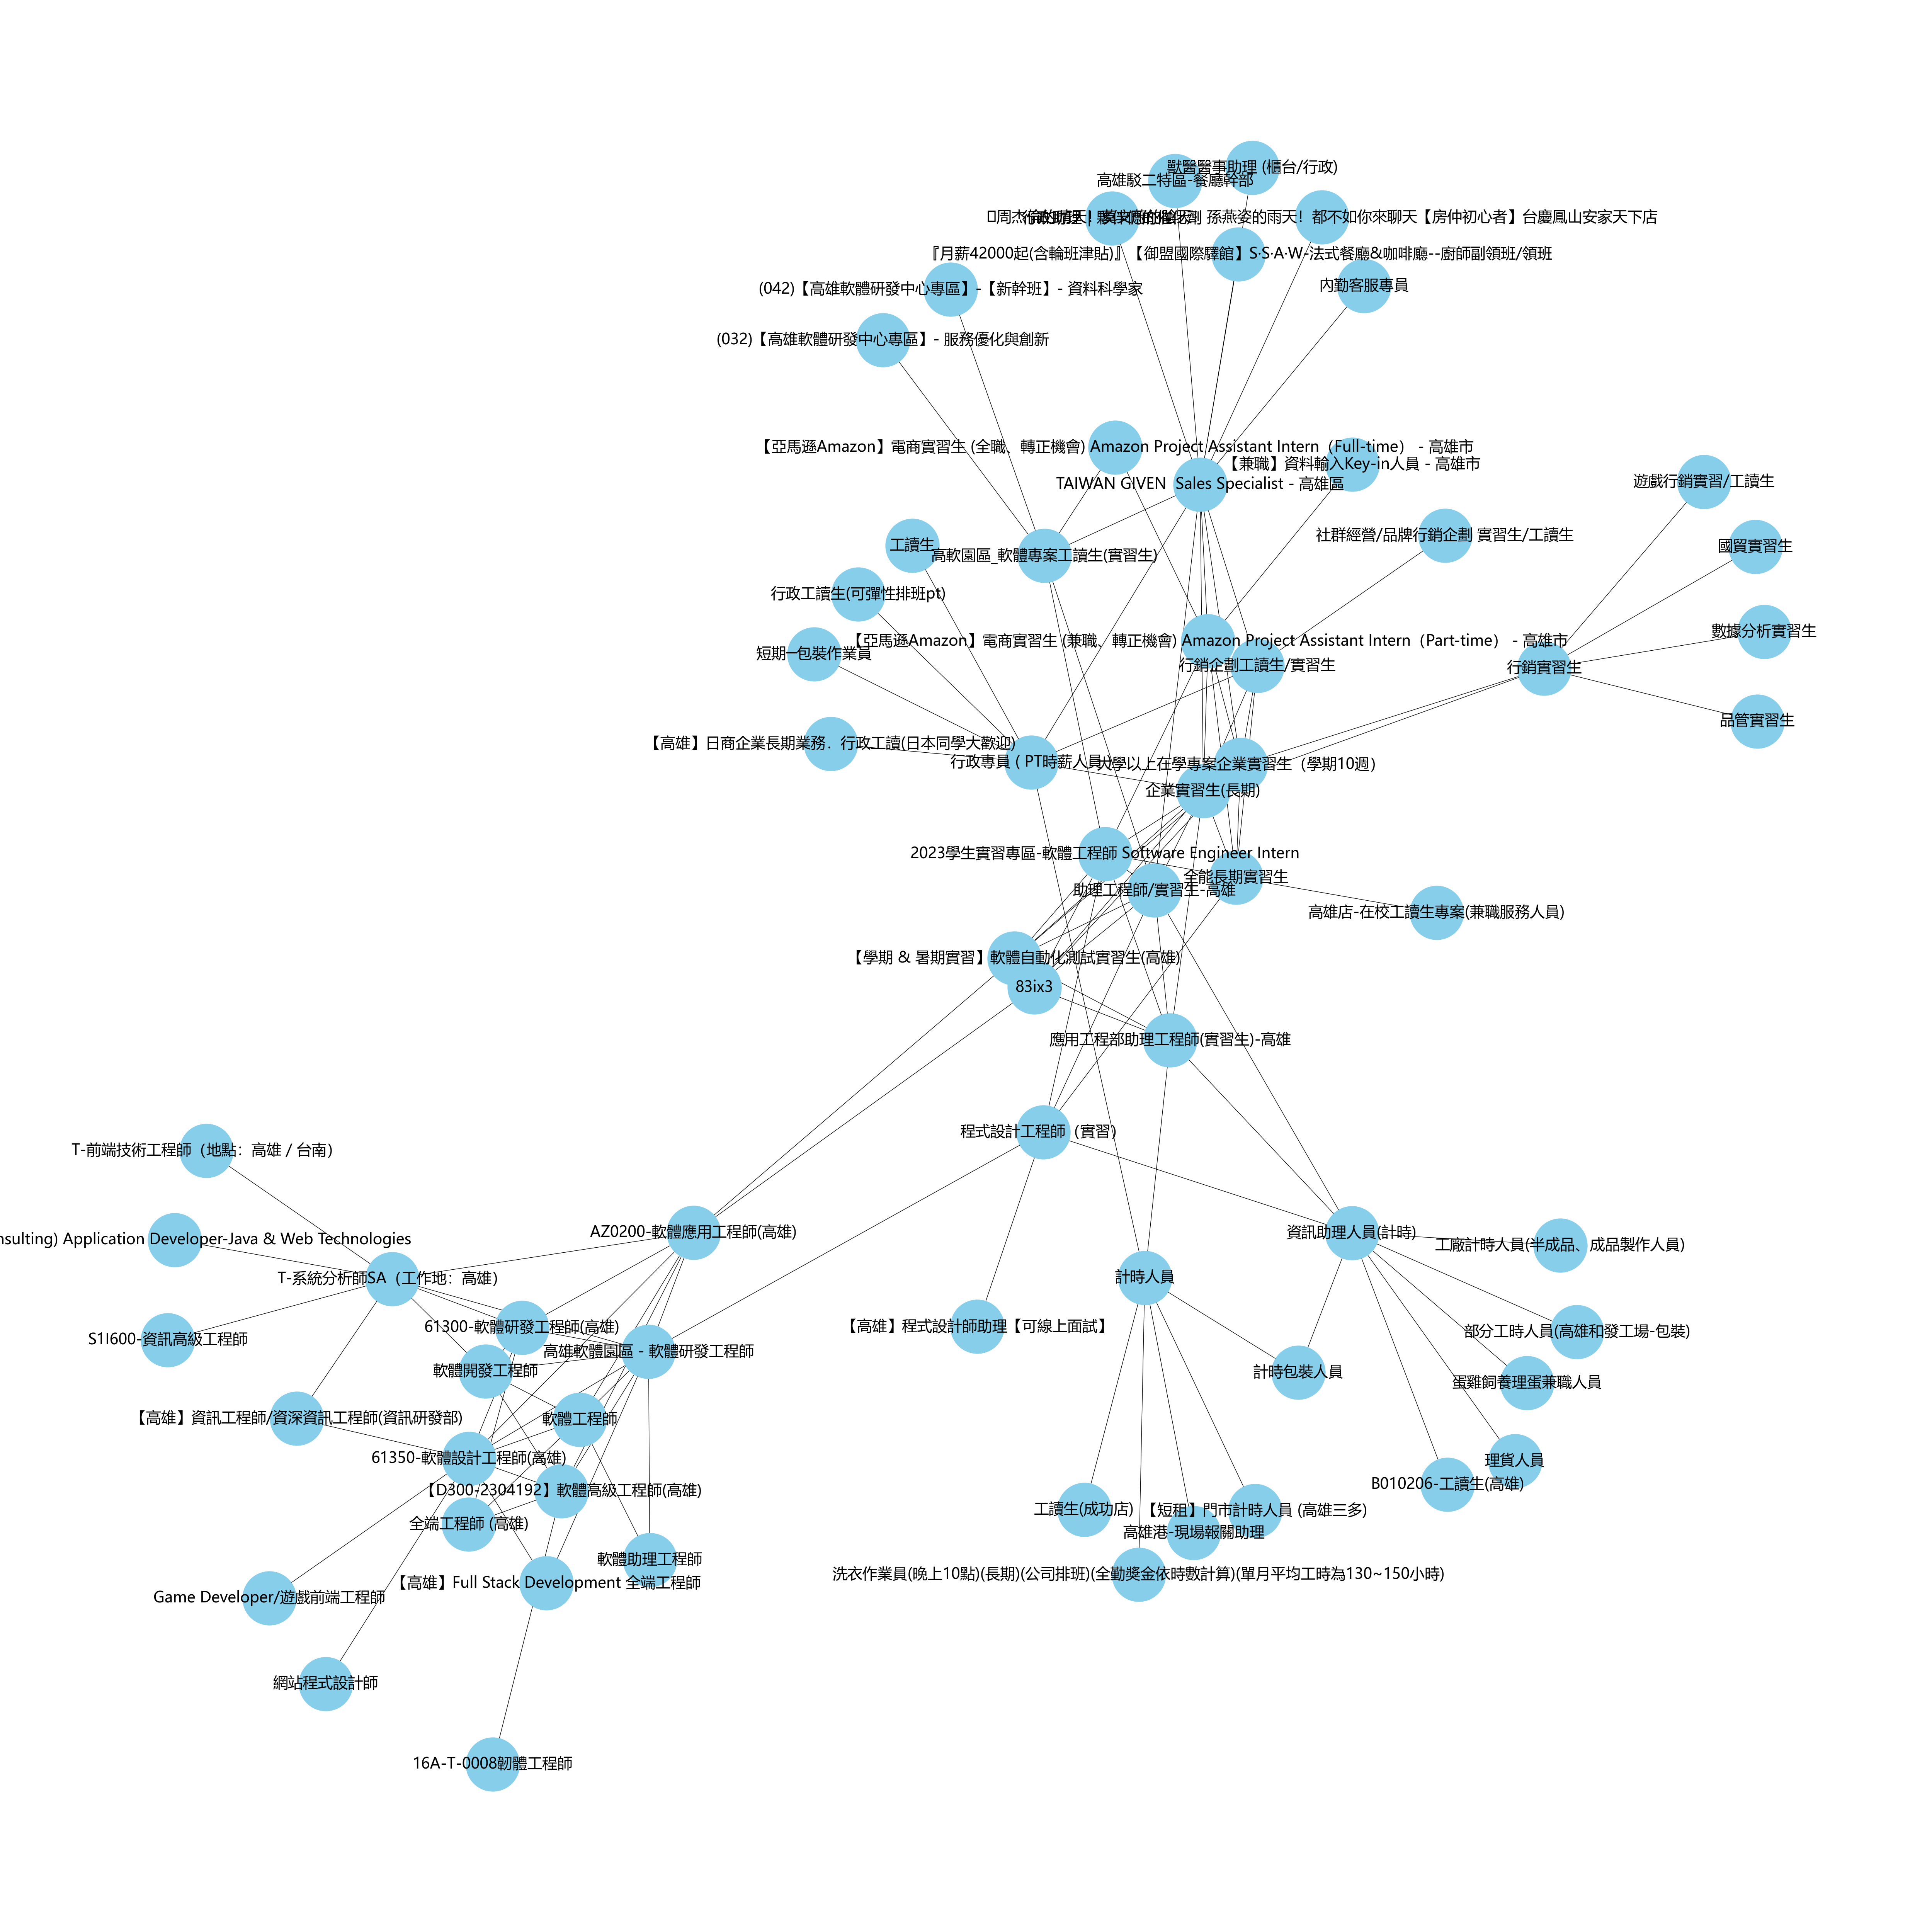 獸醫醫事助理 (櫃台/行政)
高雄駁二特區-餐廳幹部
孫燕姿的雨天！都不如你來聊天【房仲初心者】台慶鳳山安家天下店
『月薪42000起(含輪班津貼)』【御盟國際驛館】S·S·A·W-法式餐廳&咖啡廳--廚師副領班/領班
內勤客服專員
(042)【高雄軟體研發中心專區】-【新幹班】- 資料科學家
(032)【高雄軟體研發中心專區】- 服務優化與創新
【亞馬遜Amazon】電商實習生 (全職、轉正機會) Amazon Project Assistant Intern（Full-time） - 高雄市
【兼職】資料輸入Key-in人員 - 高雄市
TAIWAN GIVEN  Sales Specialist - 高雄區
遊戲行銷實習/工讀生
社群經營/品牌行銷企劃 實習生/工讀生
工讀生
高軟園區_軟體專案工讀生(實習生)
國貿實習生
行政工讀生(可彈性排班pt)
數據分析實習生
【亞馬遜Amazon】電商實習生 (兼職、轉正機會) Amazon Project Assistant Intern（Part-time） - 高雄市
短期—包裝作業員
行銷企劃工讀生/實習生
行銷實習生
品管實習生
【高雄】日商企業長期業務．行政工讀(日本同學大歡迎)
行政專員 ( PT時薪人員 )
大學以上在學專案企業實習生（學期10週）
企業實習生(長期)
2023學生實習專區-軟體工程師 Software Engineer Intern
全能長期實習生
助理工程師/實習生-高雄
高雄店-在校工讀生專案(兼職服務人員)
【學期 & 暑期實習】軟體自動化測試實習生(高雄)
83ix3
應用工程部助理工程師(實習生)-高雄
程式設計工程師（實習）
T-前端技術工程師（地點：高雄 / 台南）
AZ0200-軟體應用工程師(高雄)
資訊助理人員(計時)
nsulting) Application Developer-Java & Web Technologies
工廠計時人員(半成品、成品製作人員)
T-系統分析師SA（工作地：高雄）
計時人員
61300-軟體研發工程師(高雄)
【高雄】程式設計師助理【可線上面試】
部分工時人員(高雄和發工場-包裝)
S1I600-資訊高級工程師
高雄軟體園區 - 軟體研發工程師
軟體開發工程師
計時包裝人員
蛋雞飼養理蛋兼職人員
【高雄】資訊工程師/資深資訊工程師(資訊研發部)
軟體工程師
61350-軟體設計工程師(高雄)
理貨人員
B010206-工讀生(高雄)
【D300-2304192】軟體高級工程師(高雄)
工讀生(成功店)
【短租】門市計時人員 (高雄三多)
全端工程師 (高雄)
高雄港-現場報關助理
軟體助理工程師
洗衣作業員(晚上10點)(長期)(公司排班)(全勤獎金依時數計算)(單月平均工時為130~150小時)
【高雄】Full Stack Development 全端工程師
Game Developer/遊戲前端工程師
網站程式設計師
16A-T-0008韌體工程師